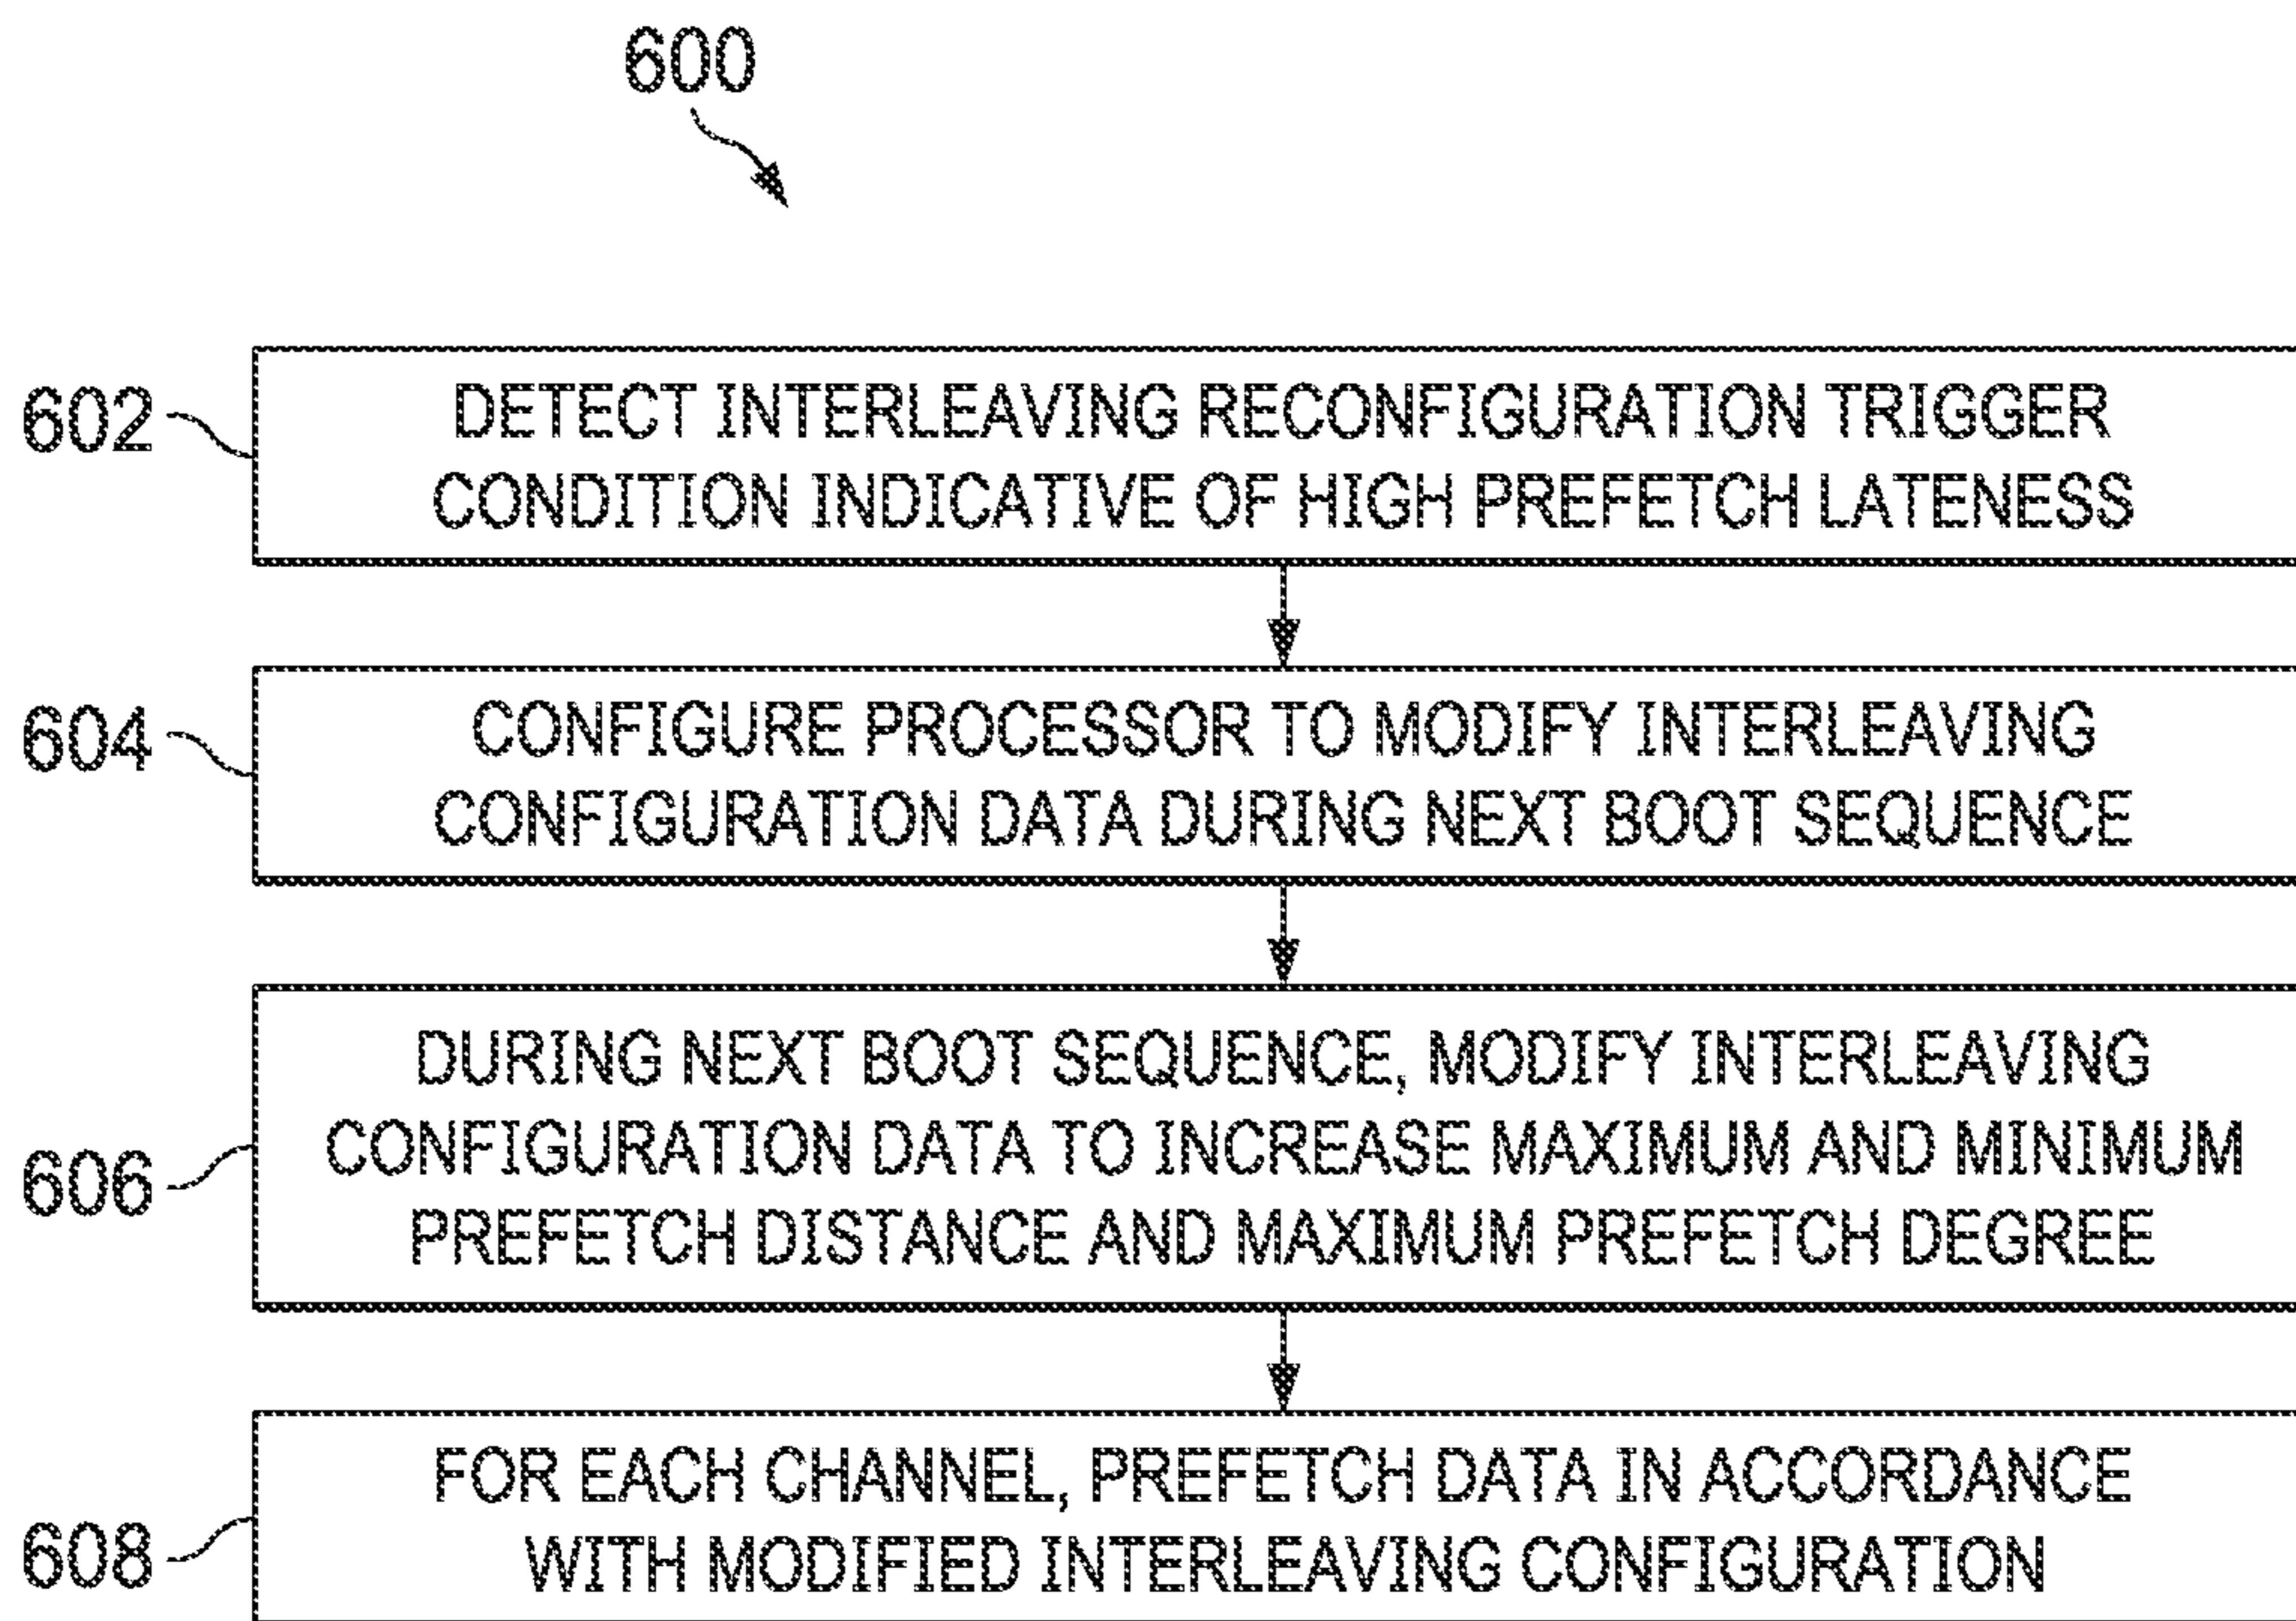 600
602
DETECT INTERLEAVING RECONFIGURATION TRIGGER
CONDITION INDICATIVE OF HIGH PREFETCH LATENESS
604
CONFIGURE PROCESSOR TO MODIFY INTERLEAVING
CONFIGURATION DATA DURING NEXT BOOT SEQUENCE
606
DURING NEXT BOOT SEQUENCE, MODIFY INTERLEAVING
CONFIGURATION DATA TO INCREASE MAXIMUM AND MINIMUM
PREFETCH DISTANCE AND MAXIMUM PREFETCH DEGREE
608
FOR EACH CHANNEL, PREFETCH DATA IN ACCORDANCE
WITH MODIFIED INTERLEAVING CONFIGURATION